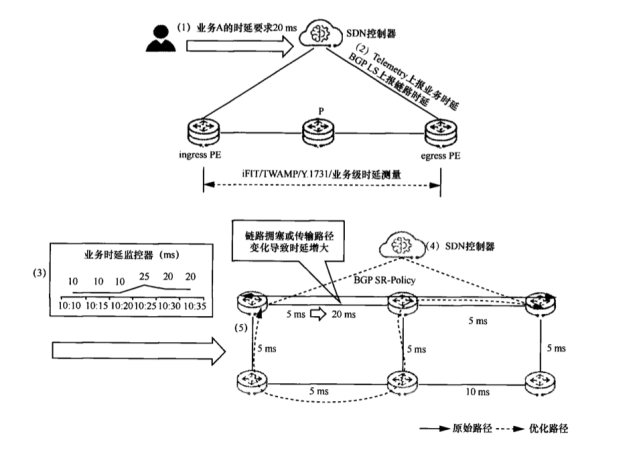 (1) 业务A的时延要求20 ms
SDN控制器
(2) Telemetry上报业务时延
BGP LS上报链路时延
P
ingress PE
egress PE
iFIT/TWAMP/Y.1731/业务级时延测量
链路拥塞或传输路径
变化导致时延增大
(3)
业务时延监控器（ms）
10 10 10 25 20 20
10:10 10:15 10:20 10:25 10:30 10:35
(4) SDN控制器
BGP SR-Policy
5 ms 20 ms
5 ms
(5)
5 ms
5 ms
5 ms
5 ms
10 ms
原始路径
优化路径